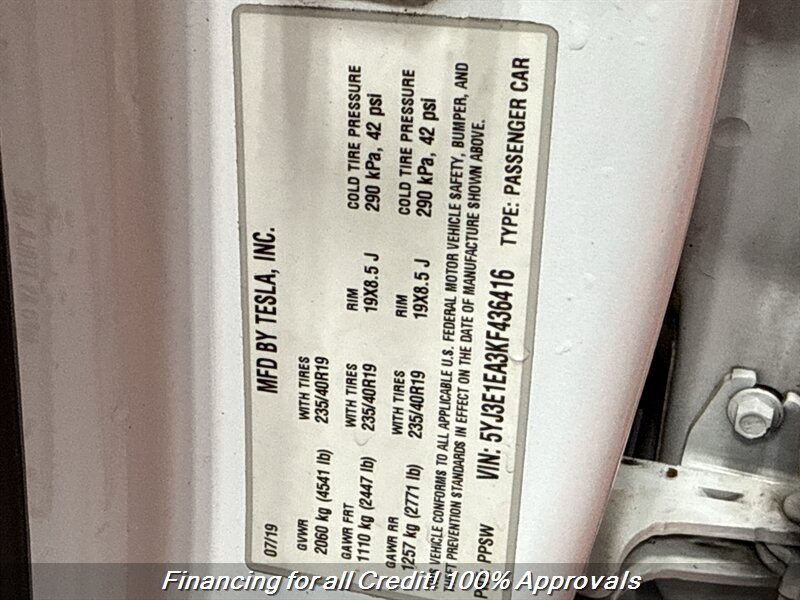 MFD BY TESLA, INC.
07/19
GVWR
2060 kg (4541 lb)
WITH TIRES
235/40R19
GAWR FRT
1110 kg (2447 lb)
WITH TIRES
235/40R19
RIM
19X8.5 J
COLD TIRE PRESSURE
290 kPa, 42 psi
GAWR RR
1257 kg (2771 lb)
WITH TIRES
235/40R19
RIM
19X8.5 J
COLD TIRE PRESSURE
290 kPa, 42 psi
VEHICLE CONFORMS TO ALL APPLICABLE U.S. FEDERAL MOTOR VEHICLE SAFETY, BUMPER, AND
PREVENTION STANDARDS IN EFFECT ON THE DATE OF MANUFACTURE SHOWN ABOVE.
PPSW VIN: 5YJ3E1EA3KF436416 TYPE: PASSENGER CAR
Financing for all Credit! 100% Approvals